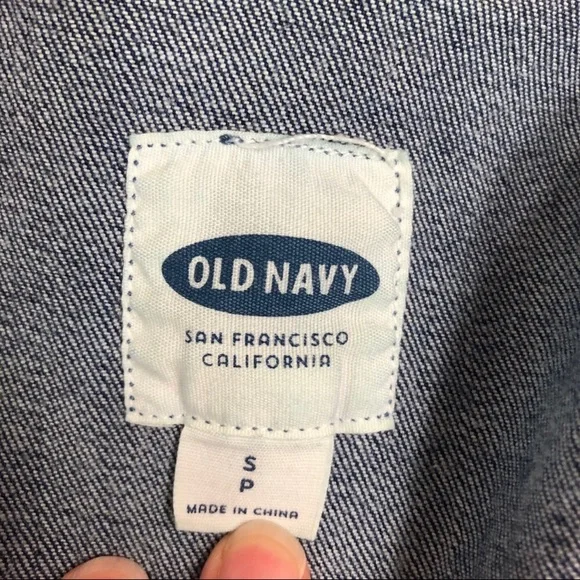 OLD NAVY
SAN FRANCISCO
CALIFORNIA
S
P
MADE IN CHINA